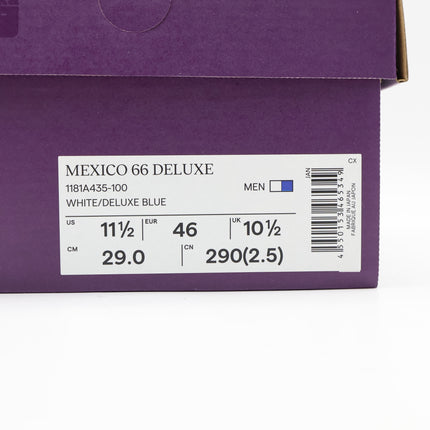 MEXICO 66 DELUXE
1181A435-100
WHITE/DELUXE BLUE
MEN
US 11½ EUR 46 UK 10½
CM 29.0 CN 290(2.5)
JAN
4550153465349
MADE IN JAPAN
FABRIQUÉ AU JAPON
CX